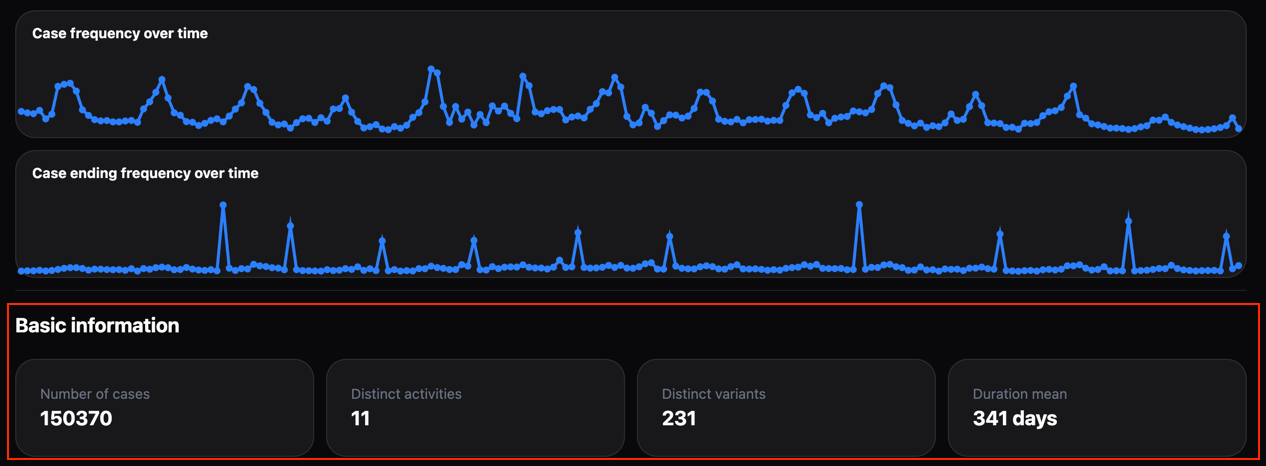 Case frequency over time
Case ending frequency over time
Basic information
Number of cases
150370
Distinct activities
11
Distinct variants
231
Duration mean
341 days